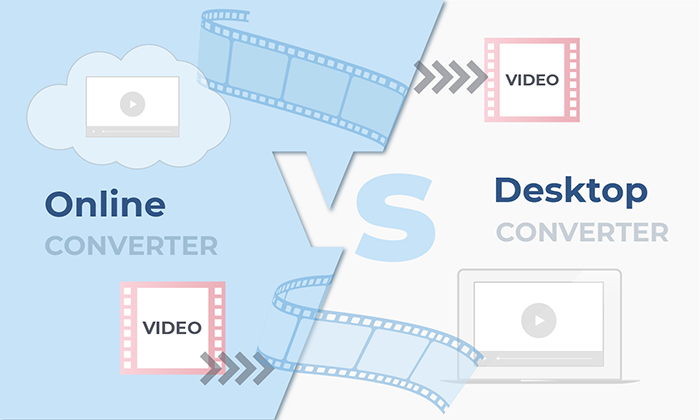 Online
CONVERTER
VIDEO
VS
VIDEO
Desktop
CONVERTER